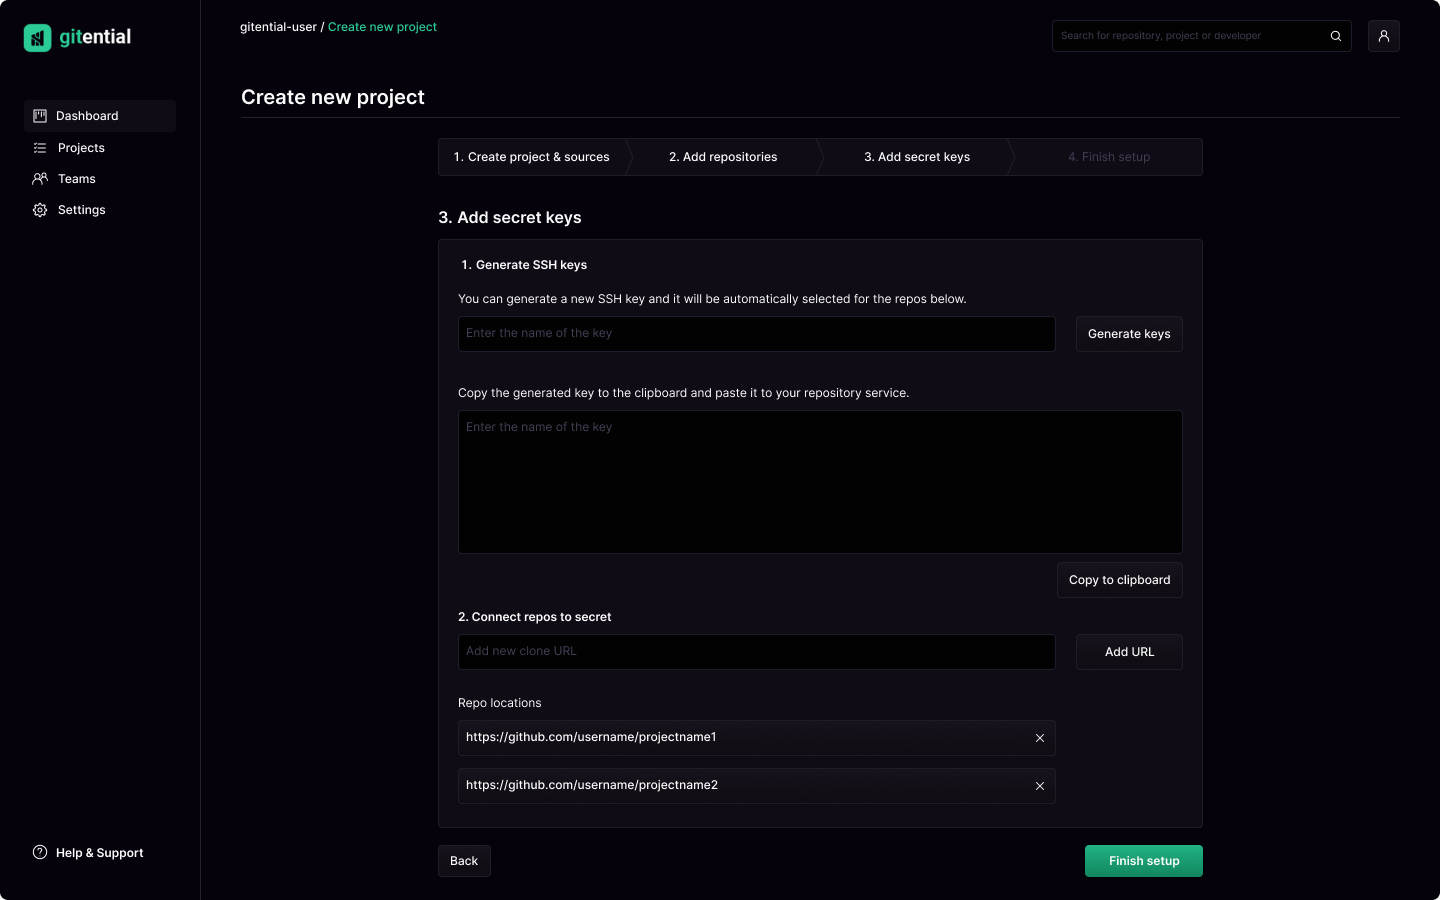 gitential
gitential-user / Create new project
Search for repository, project or developer
Dashboard
Projects
Teams
Settings
Help & Support
Create new project
1. Create project & sources
2. Add repositories
3. Add secret keys
4. Finish setup
3. Add secret keys
1. Generate SSH keys
You can generate a new SSH key and it will be automatically selected for the repos below.
Enter the name of the key
Generate keys
Copy the generated key to the clipboard and paste it to your repository service.
Enter the name of the key
Copy to clipboard
2. Connect repos to secret
Add new clone URL
Add URL
Repo locations
https://github.com/username/projectname1
https://github.com/username/projectname2
Back
Finish setup